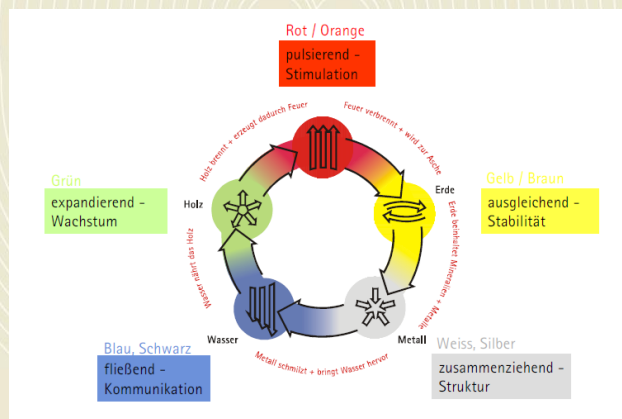 Rot / Orange
pulsierend -
Stimulation
Holz brennt + erzeugt dadurch Feuer
Feuer verbrennt + wird zur Asche
Grün
expandierend -
Wachstum
Holz
Erde
Gelb / Braun
ausgleichend -
Stabilität
Wasser nährt das Holz
Erde beinhaltet Mineralien + Metalle
Wasser
Metall
Metall schmilzt + bringt Wasser hervor
Blau, Schwarz
fließend -
Kommunikation
Weiss, Silber
zusammenziehend -
Struktur